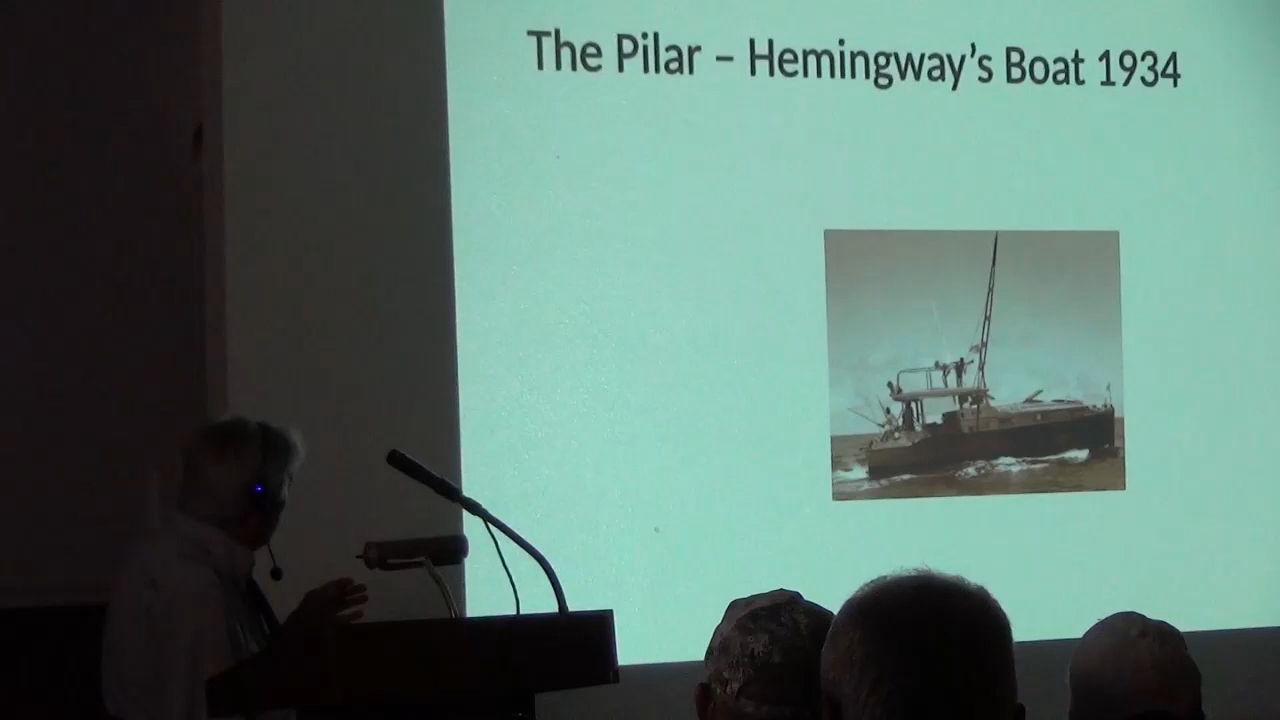 The Pilar – Hemingway’s Boat 1934